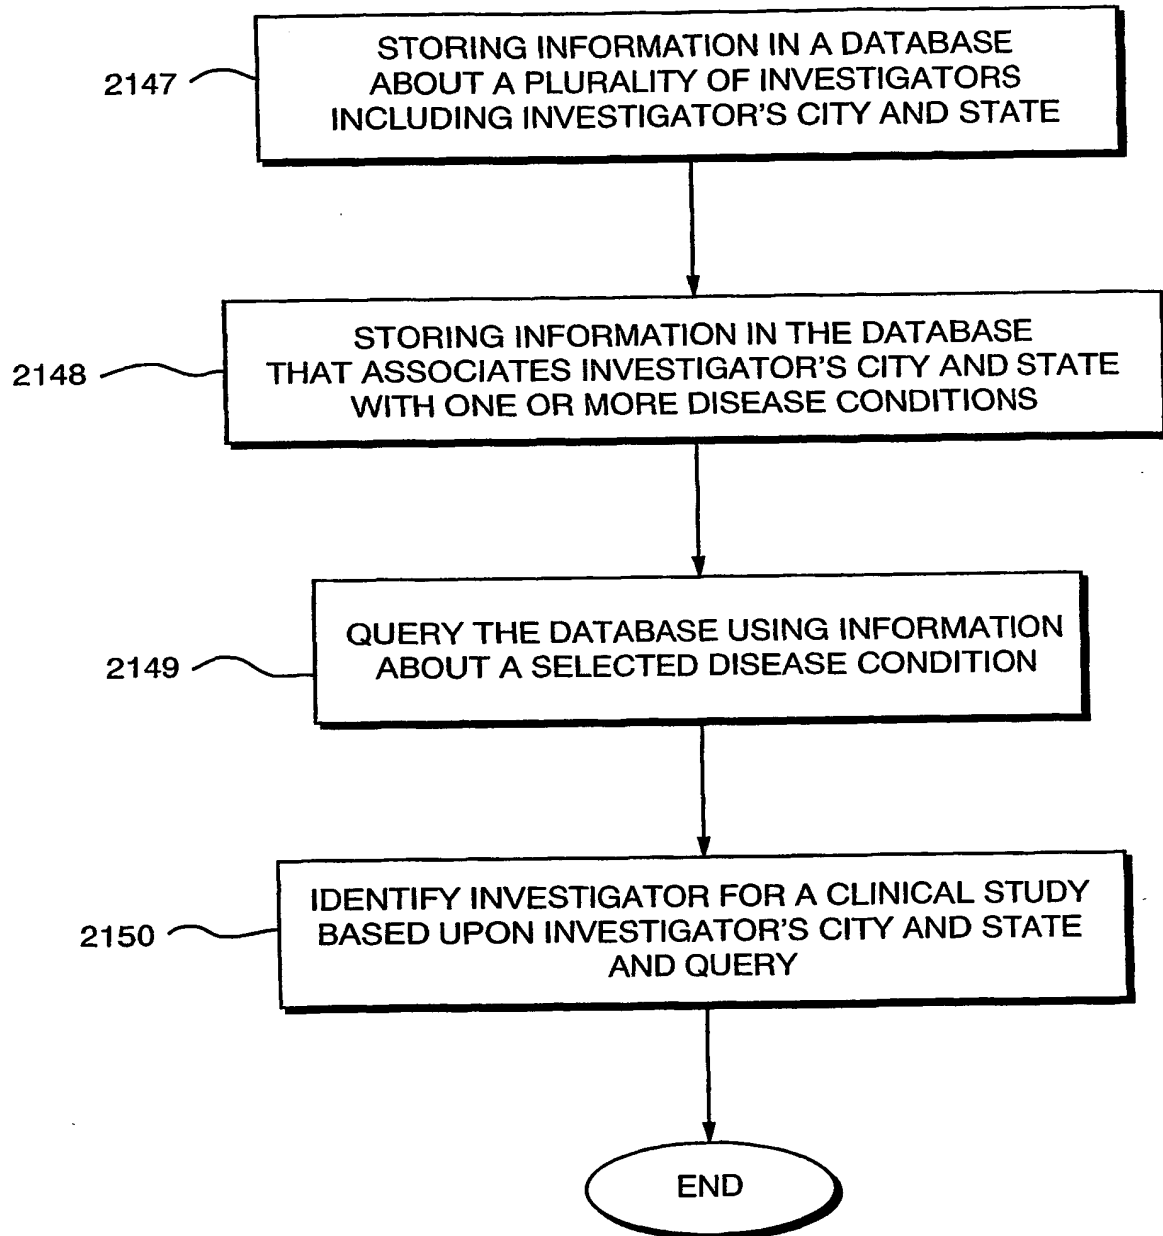 2147
STORING INFORMATION IN A DATABASE
ABOUT A PLURALITY OF INVESTIGATORS
INCLUDING INVESTIGATOR'S CITY AND STATE
2148
STORING INFORMATION IN THE DATABASE
THAT ASSOCIATES INVESTIGATOR'S CITY AND STATE
WITH ONE OR MORE DISEASE CONDITIONS
2149
QUERY THE DATABASE USING INFORMATION
ABOUT A SELECTED DISEASE CONDITION
2150
IDENTIFY INVESTIGATOR FOR A CLINICAL STUDY
BASED UPON INVESTIGATOR'S CITY AND STATE
AND QUERY
END